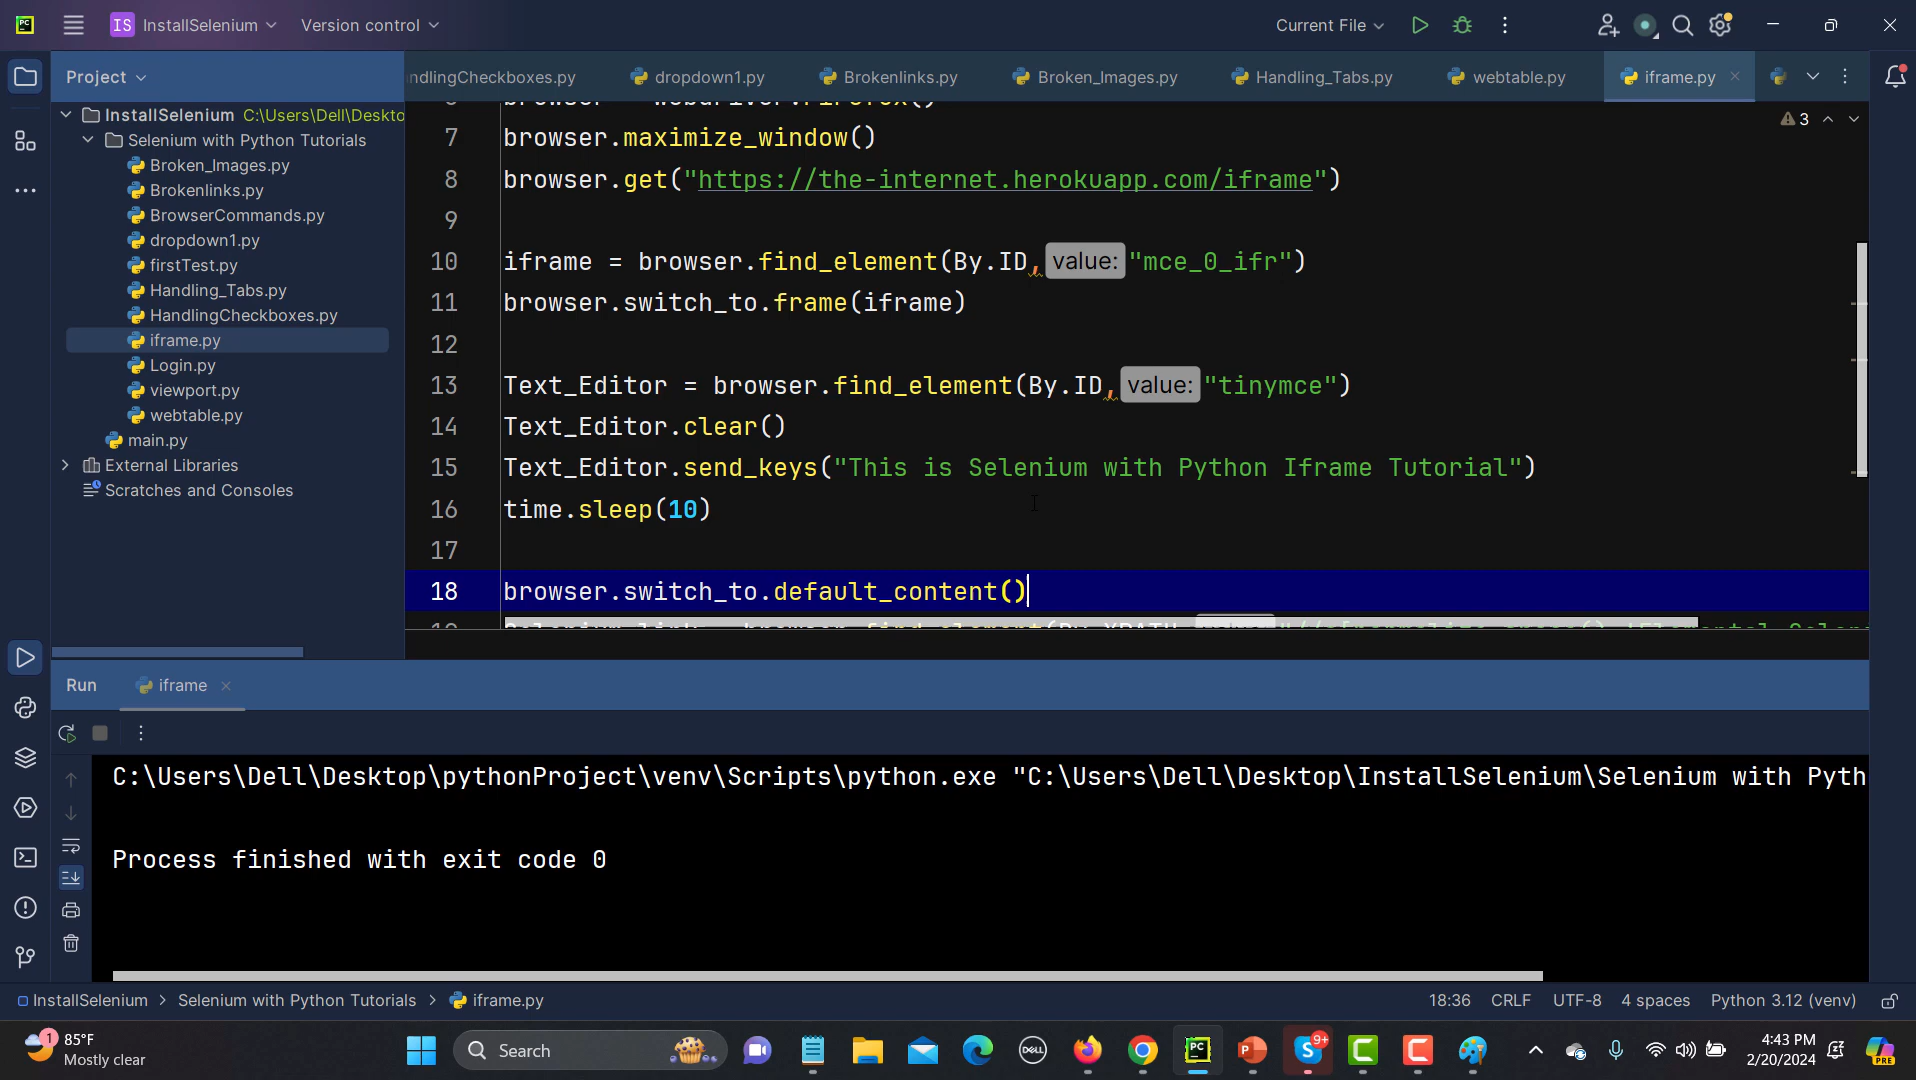 PC
IS InstallSelenium
Version control
Current File
Project
ndlingCheckboxes.py
dropdown1.py
Brokenlinks.py
Broken_Images.py
Handling_Tabs.py
webtable.py
iframe.py
InstallSelenium C:\Users\Dell\Deskto
Selenium with Python Tutorials
Broken_Images.py
Brokenlinks.py
BrowserCommands.py
dropdown1.py
firstTest.py
Handling_Tabs.py
HandlingCheckboxes.py
iframe.py
Login.py
viewport.py
webtable.py
main.py
External Libraries
Scratches and Consoles
3
7 browser.maximize_window()
8 browser.get("https://the-internet.herokuapp.com/iframe")
9
10 iframe = browser.find_element(By.ID, value: "mce_0_ifr")
11 browser.switch_to.frame(iframe)
12
13 Text_Editor = browser.find_element(By.ID, value: "tinymce")
14 Text_Editor.clear()
15 Text_Editor.send_keys("This is Selenium with Python Iframe Tutorial")
16 time.sleep(10)
17
18 browser.switch_to.default_content()
Run
iframe
C:\Users\Dell\Desktop\pythonProject\venv\Scripts\python.exe "C:\Users\Dell\Desktop\InstallSelenium\Selenium with Pyth
Process finished with exit code 0
InstallSelenium > Selenium with Python Tutorials > iframe.py
18:36 CRLF UTF-8 4 spaces Python 3.12 (venv)
1
85°F
Mostly clear
Search
DELL
PC
P
S 9+
C
C
4:43 PM
2/20/2024
PRE